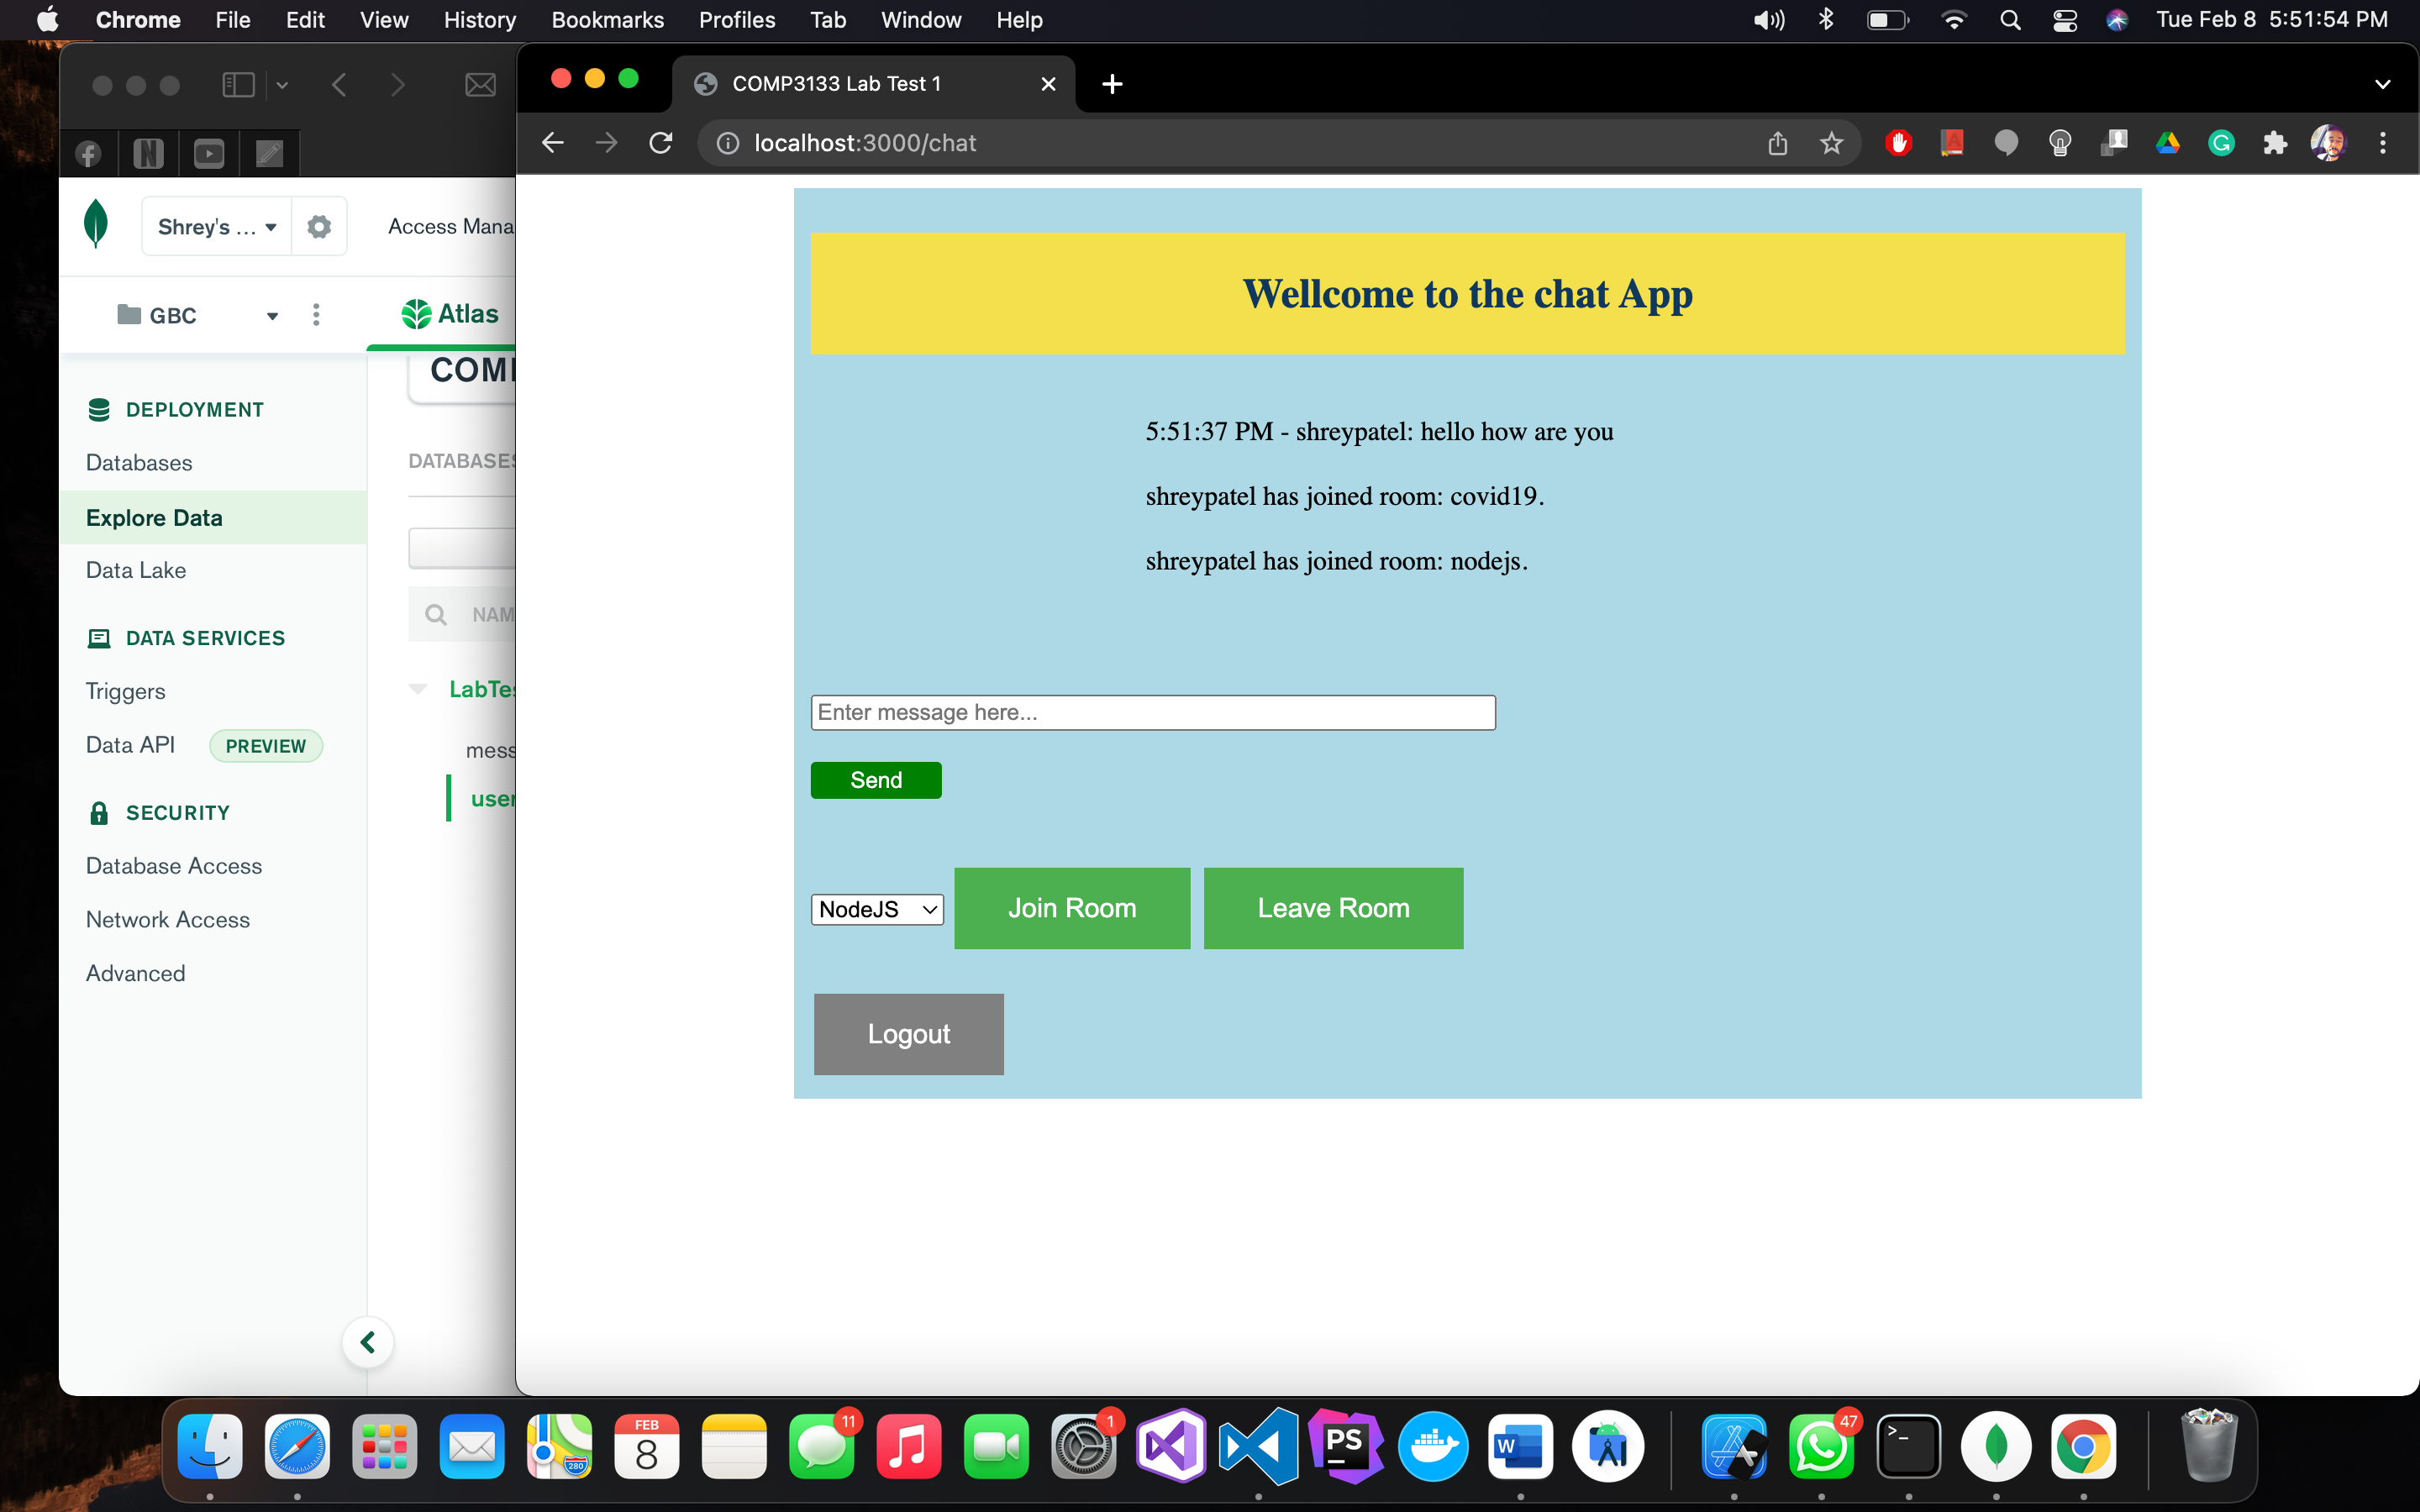 Chrome File Edit View History Bookmarks Profiles Tab Window Help Tue Feb 8 5:51:54 PM
COMP3133 Lab Test 1
localhost:3000/chat
Shrey's ...
Access Mana
GBC
Atlas
COM
DEPLOYMENT
Databases
DATABASES
Explore Data
Data Lake
NAM
DATA SERVICES
Triggers
LabTes
Data API PREVIEW
mess
user
SECURITY
Database Access
Network Access
Advanced
Wellcome to the chat App
5:51:37 PM - shreypatel: hello how are you
shreypatel has joined room: covid19.
shreypatel has joined room: nodejs.
Enter message here...
Send
NodeJS Join Room Leave Room
Logout
FEB
8
280
11
1
PS
W
47
>_